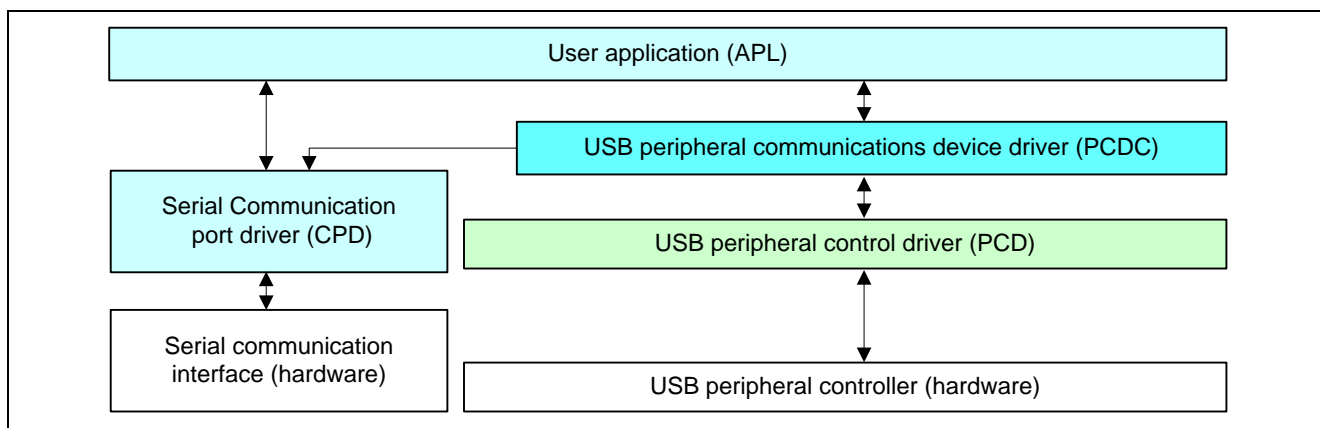 User application (APL)
USB peripheral communications device driver (PCDC)
Serial Communication
port driver (CPD)
USB peripheral control driver (PCD)
Serial communication
interface (hardware)
USB peripheral controller (hardware)